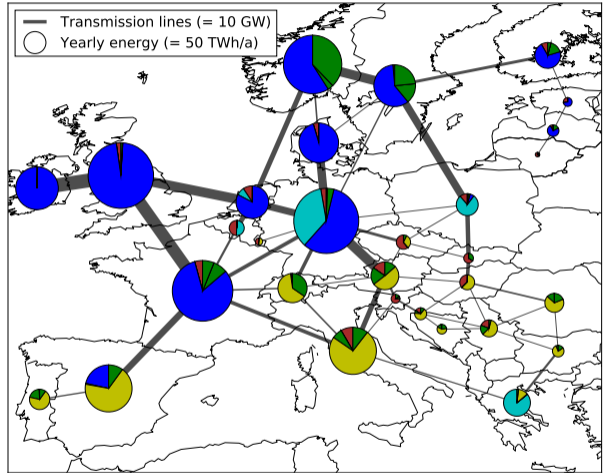 Transmission lines (= 10 GW)
Yearly energy (= 50 TWh/a)